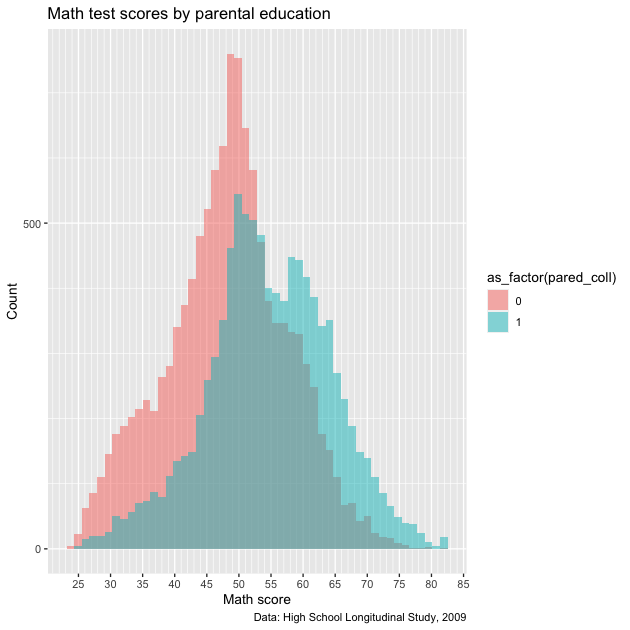 Math test scores by parental education
Count
500
0
25 30 35 40 45 50 55 60 65 70 75 80 85
Math score
as_factor(pared_coll)
0
1
Data: High School Longitudinal Study, 2009